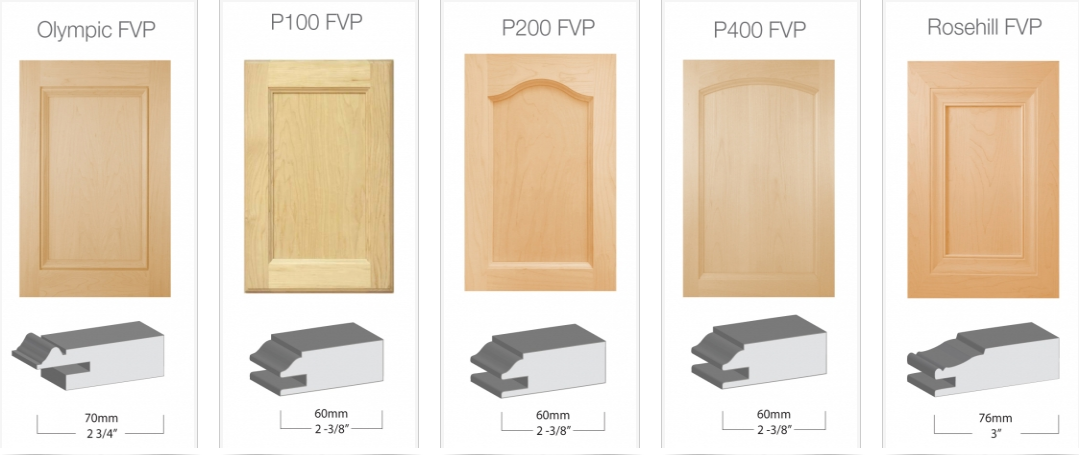 Olympic FVP
P100 FVP
P200 FVP
P400 FVP
Rosehill FVP
70mm
2 3/4”
60mm
2 -3/8”
60mm
2 -3/8”
60mm
2 -3/8”
76mm
3”